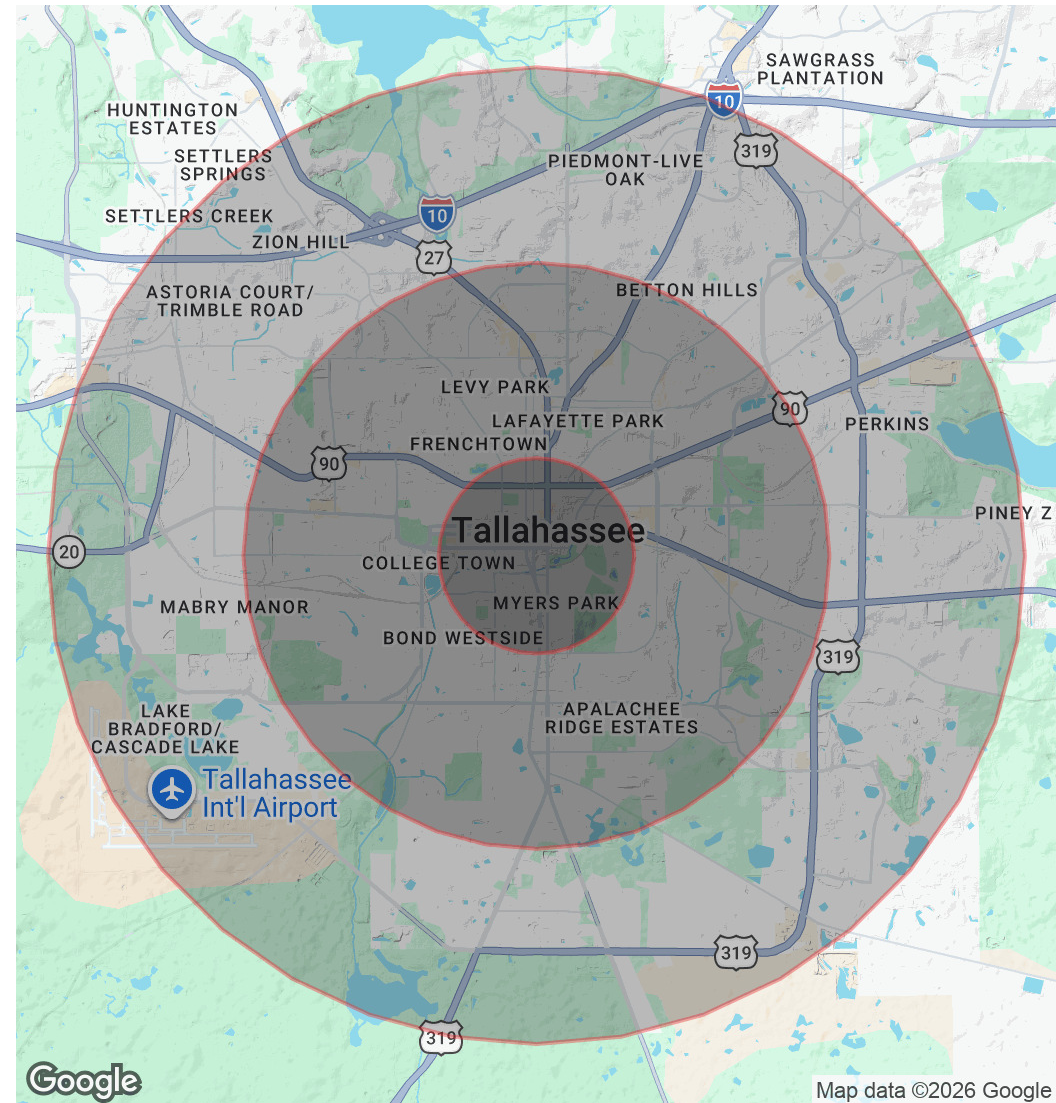 SAWGRASS
PLANTATION
10
HUNTINGTON
ESTATES
319
SETTLERS
SPRINGS
PIEDMONT-LIVE
OAK
SETTLERS CREEK
10
ZION HILL
27
ASTORIA COURT/
TRIMBLE ROAD
BETTON HILLS
LEVY PARK
90
LAFAYETTE PARK
PERKINS
FRENCHTOWN
90
PINEY Z
Tallahassee
20
COLLEGE TOWN
MABRY MANOR
MYERS PARK
BOND WESTSIDE
319
LAKE
BRADFORD/
CASCADE LAKE
APALACHEE
RIDGE ESTATES
Tallahassee
Int'l Airport
319
319
Google
Map data ©2026 Google